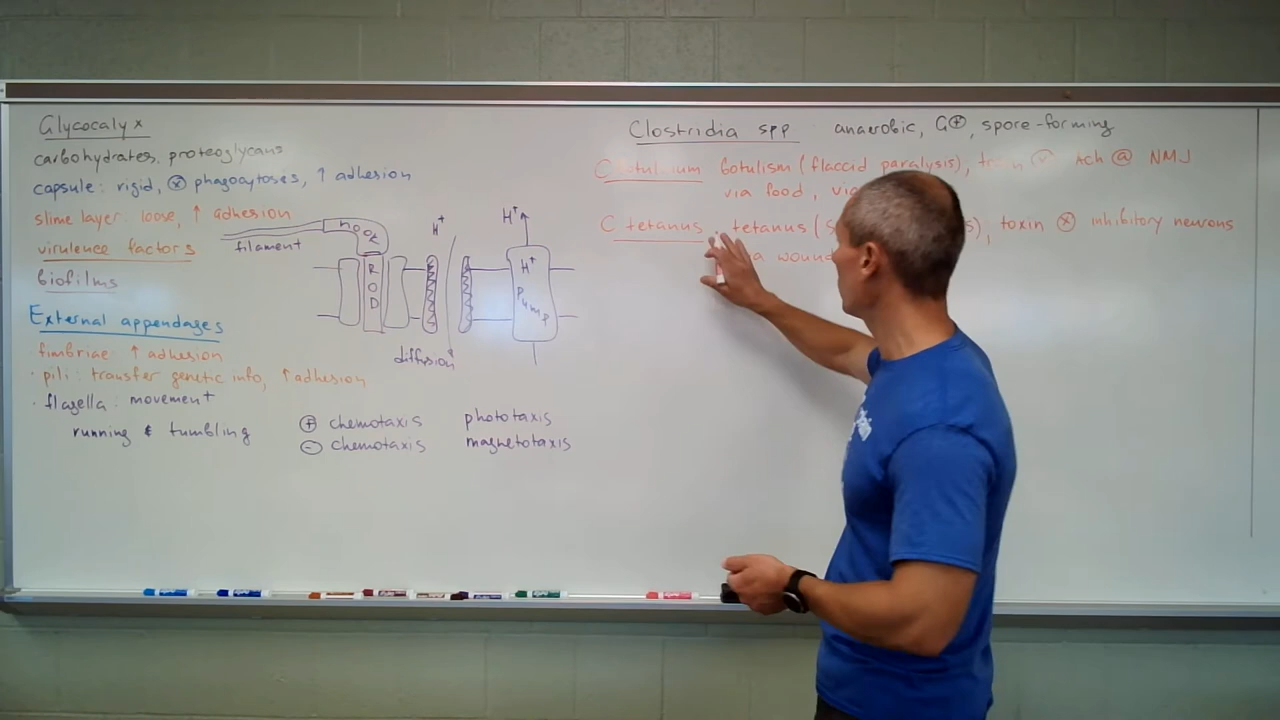 Glycocalyx
carbohydrates, proteoglycans
capsule: rigid, ⊗ phagocytoses, ↑ adhesion
slime layer: loose, ↑ adhesion
virulence factors
biofilms
External appendages
fimbriae: ↑ adhesion
· pili: transfer genetic info, ↑ adhesion
· flagella: movement
running & tumbling
⊕ chemotaxis phototaxis
⊖ chemotaxis magnetotaxis
filament
hook
ROD
H+
diffusion
H+
H+
Pump
Clostridia spp anaerobic, G⊕, spore-forming
botulism (flaccid paralysis), ACh @ NMJ
via food, via
C tetanus: tetanus ( toxin ⊗ inhibitory neurons
wound